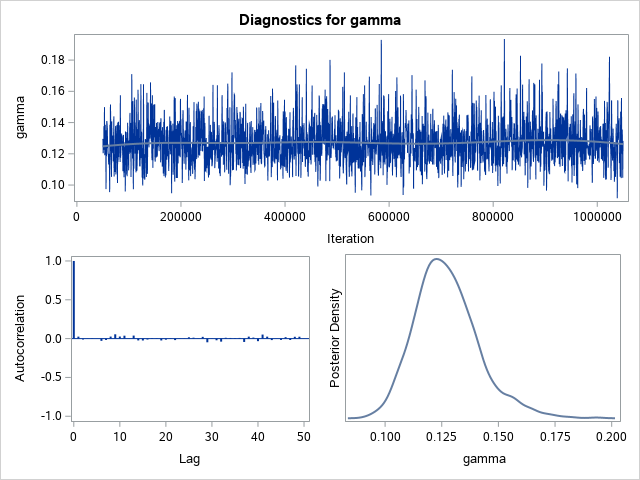 Diagnostics for gamma
gamma
0.18
0.16
0.14
0.12
0.10
0 200000 400000 600000 800000 1000000
Iteration
Autocorrelation
1.0
0.5
0.0
-0.5
-1.0
0 10 20 30 40 50
Lag
Posterior Density
0.100 0.125 0.150 0.175 0.200
gamma